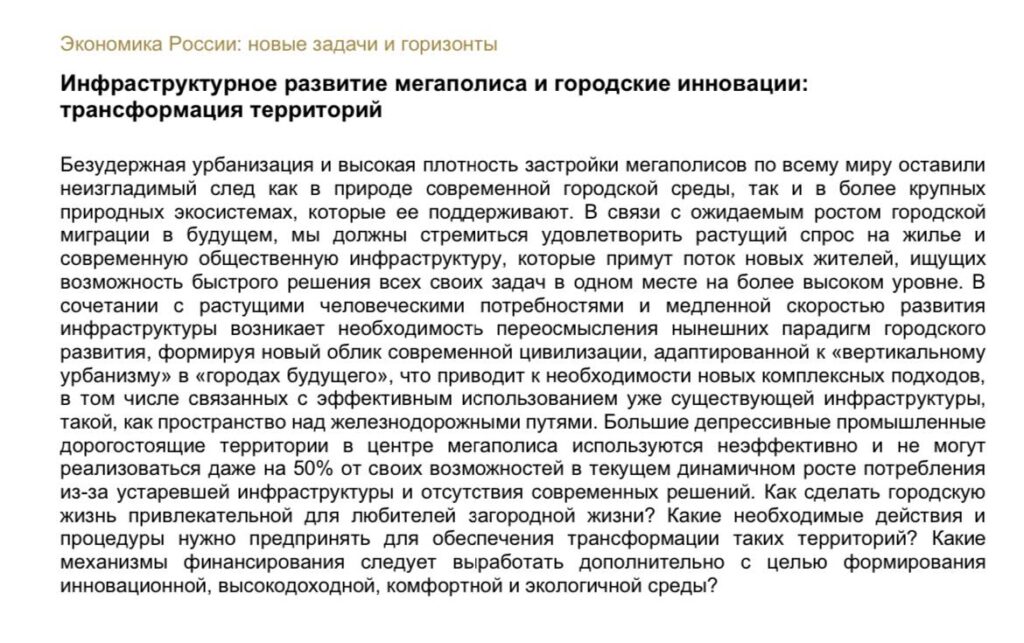 Экономика России: новые задачи и горизонты
Инфраструктурное развитие мегаполиса и городские инновации:
трансформация территорий
Безудержная урбанизация и высокая плотность застройки мегаполисов по всему миру оставили
неизгладимый след как в природе современной городской среды, так и в более крупных
природных экосистемах, которые ее поддерживают. В связи с ожидаемым ростом городской
миграции в будущем, мы должны стремиться удовлетворить растущий спрос на жилье и
современную общественную инфраструктуру, которые примут поток новых жителей, ищущих
возможность быстрого решения всех своих задач в одном месте на более высоком уровне. В
сочетании с растущими человеческими потребностями и медленной скоростью развития
инфраструктуры возникает необходимость переосмысления нынешних парадигм городского
развития, формируя новый облик современной цивилизации, адаптированной к «вертикальному
урбанизму» в «городах будущего», что приводит к необходимости новых комплексных подходов,
в том числе связанных с эффективным использованием уже существующей инфраструктуры,
такой, как пространство над железнодорожными путями. Большие депрессивные промышленные
дорогостоящие территории в центре мегаполиса используются неэффективно и не могут
реализоваться даже на 50% от своих возможностей в текущем динамичном росте потребления
из-за устаревшей инфраструктуры и отсутствия современных решений. Как сделать городскую
жизнь привлекательной для любителей загородной жизни? Какие необходимые действия и
процедуры нужно предпринять для обеспечения трансформации таких территорий? Какие
механизмы финансирования следует выработать дополнительно с целью формирования
инновационной, высокодоходной, комфортной и экологичной среды?